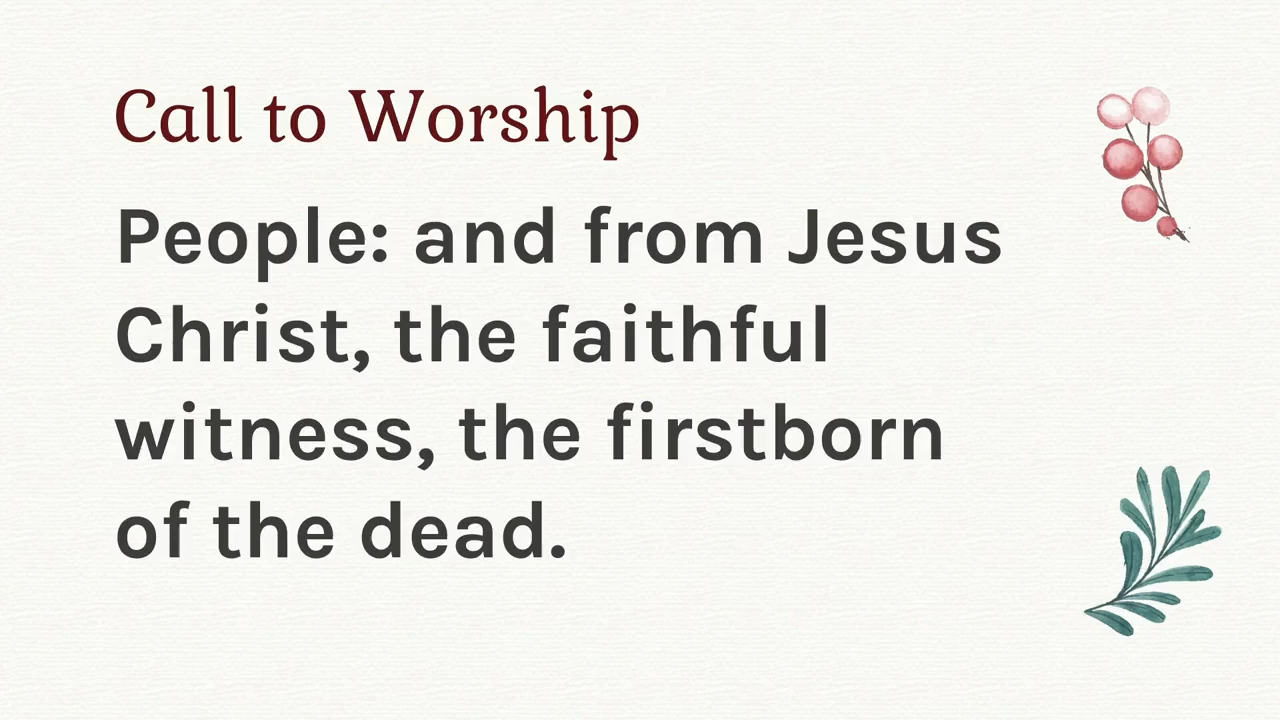 Call to Worship
People: and from Jesus
Christ, the faithful
witness, the firstborn
of the dead.